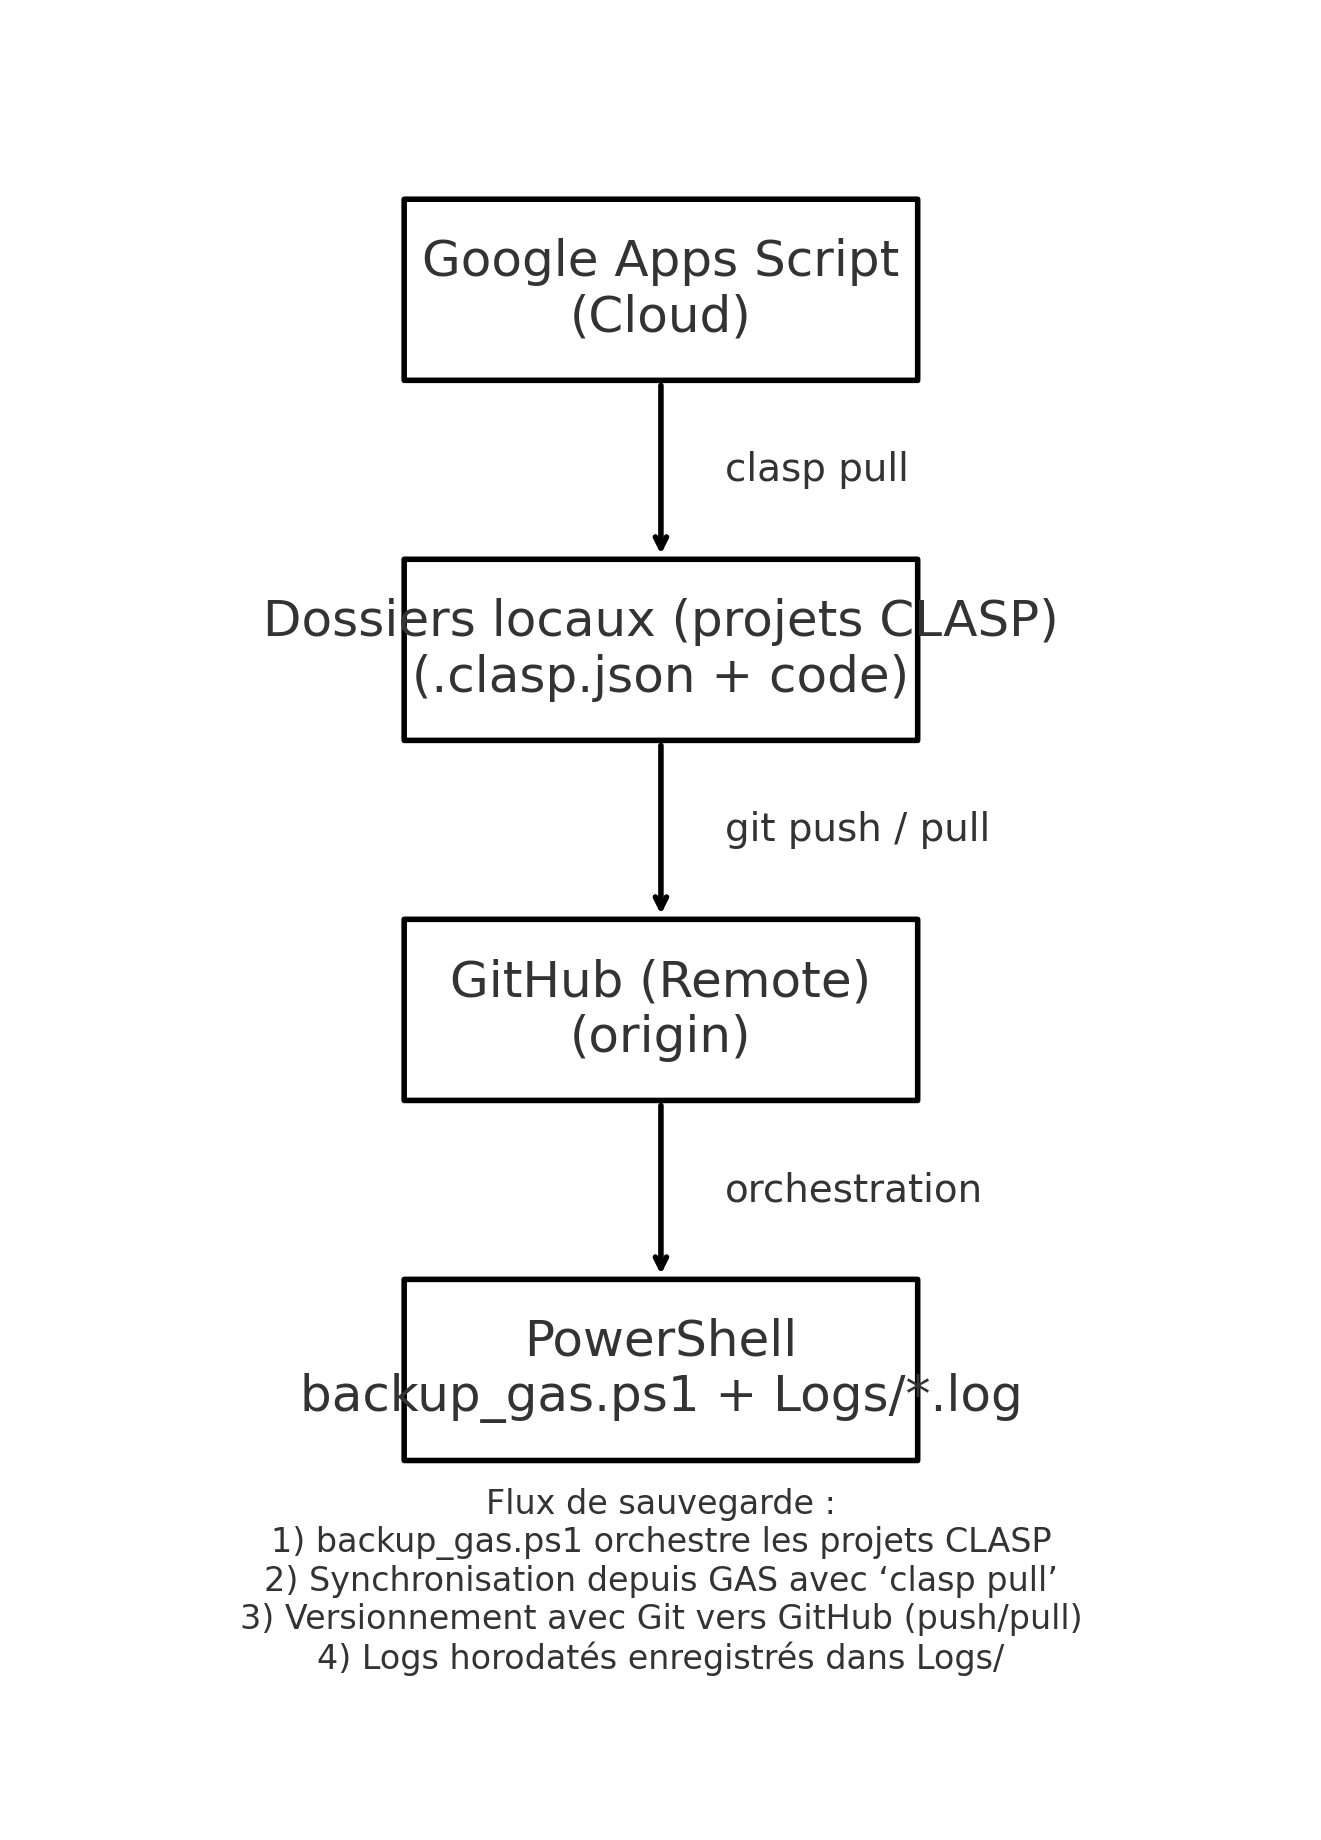 Google Apps Script
(Cloud)
clasp pull
Dossiers locaux (projets CLASP)
(.clasp.json + code)
git push / pull
GitHub (Remote)
(origin)
orchestration
PowerShell
backup_gas.ps1 + Logs/*.log
Flux de sauvegarde :
1) backup_gas.ps1 orchestre les projets CLASP
2) Synchronisation depuis GAS avec ‘clasp pull’
3) Versionnement avec Git vers GitHub (push/pull)
4) Logs horodatés enregistrés dans Logs/